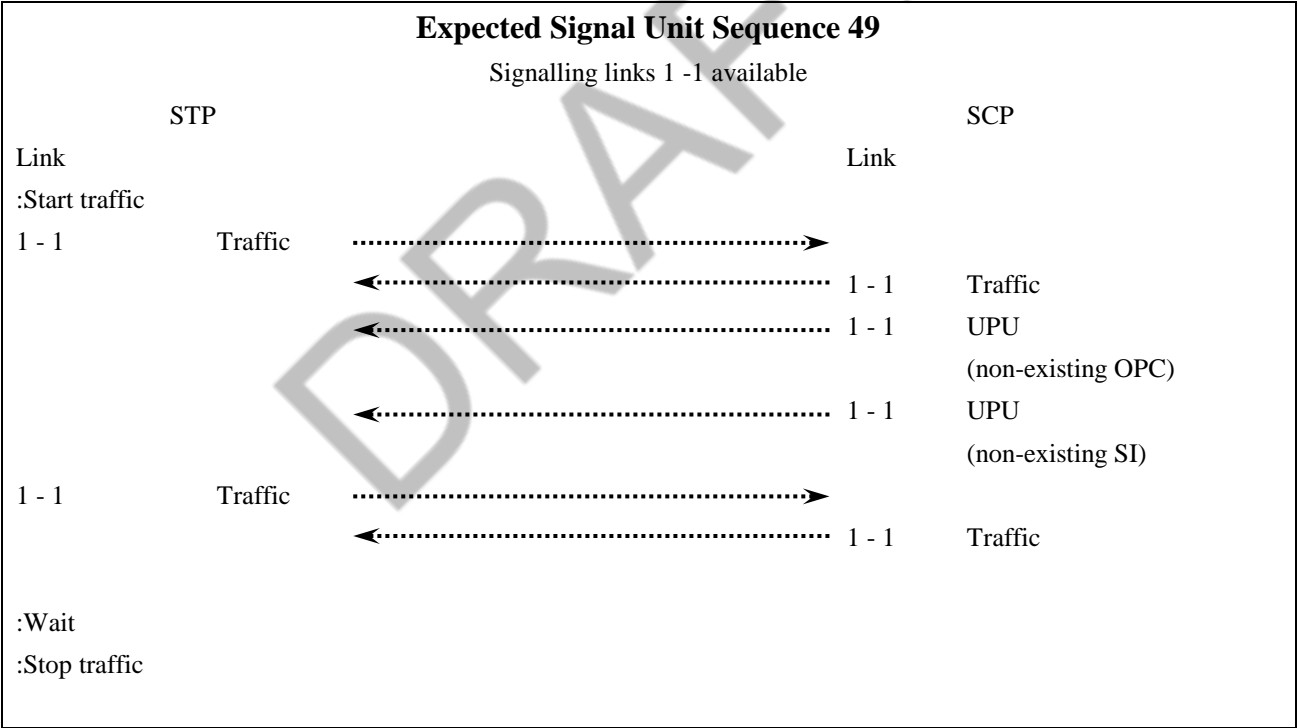 Expected Signal Unit Sequence 49
Signalling links 1 -1 available
STP SCP
Link Link
:Start traffic
1 - 1 Traffic
1 - 1 Traffic
1 - 1 UPU
(non-existing OPC)
1 - 1 UPU
(non-existing SI)
1 - 1 Traffic
1 - 1 Traffic
:Wait
:Stop traffic